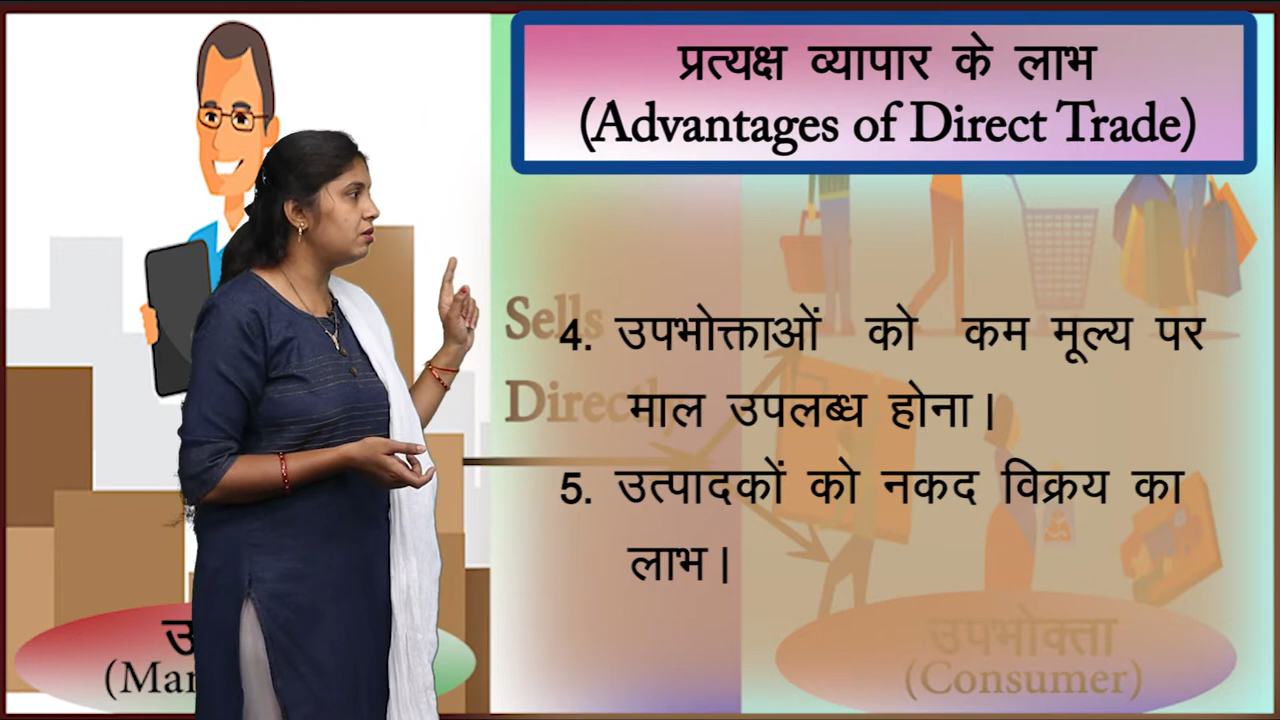 प्रत्यक्ष व्यापार के लाभ
(Advantages of Direct Trade)
Sells
Directly
4. उपभोक्ताओं को कम मूल्य पर
माल उपलब्ध होना।
5. उत्पादकों को नकद विक्रय का
लाभ।
उपभोक्ता
(Consumer)